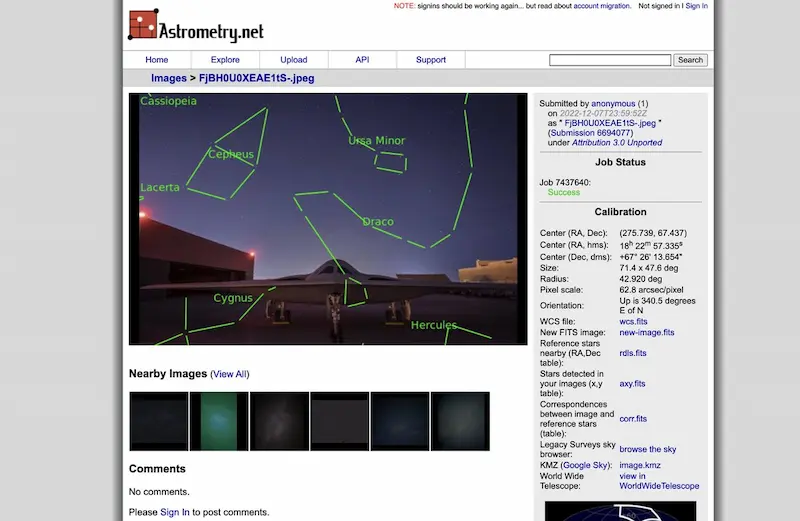 NOTE: signins should be working again... but read about account migration. Not signed in | Sign In
Astrometry.net
Home Explore Upload API Support Search
Images > FjBH0U0XEAE1tS-.jpeg
Cassiopeia
Ursa Minor
Cepheus
Lacerta
Draco
Cygnus
Hercules
Submitted by anonymous (1)
on 2022-12-07T23:59:52Z
as " FjBH0U0XEAE1tS-.jpeg "
(Submission 6694077)
under Attribution 3.0 Unported
Job Status
Job 7437640:
Success
Calibration
Center (RA, Dec): (275.739, 67.437)
Center (RA, hms): 18h 22m 57.335s
Center (Dec, dms): +67° 26' 13.654"
Size: 71.4 x 47.6 deg
Radius: 42.920 deg
Pixel scale: 62.8 arcsec/pixel
Orientation: Up is 340.5 degrees
E of N
WCS file: wcs.fits
New FITS image: new-image.fits
Reference stars
nearby (RA,Dec rdls.fits
table):
Stars detected in
your images (x,y axy.fits
table):
Correspondences
between image and corr.fits
reference stars
(table):
Legacy Surveys sky browse the sky
browser:
KMZ (Google Sky): image.kmz
World Wide view in
Telescope: WorldWideTelescope
Nearby Images (View All)
Comments
No comments.
Please Sign In to post comments.